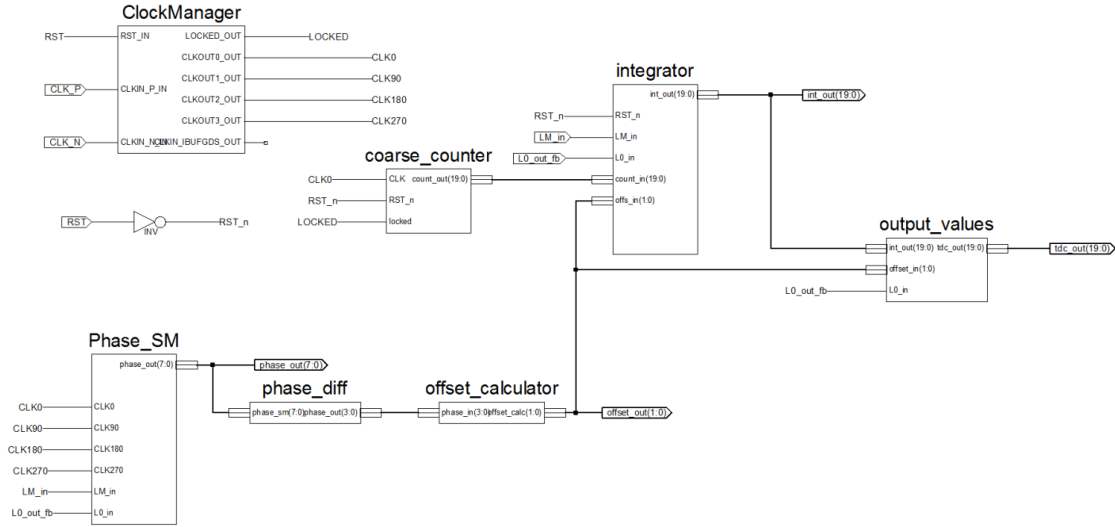 ClockManager
RST RST_IN LOCKED_OUT LOCKED
CLKOUT0_OUT CLK0
CLKOUT1_OUT CLK90
CLK_P CLKIN_P_IN CLKOUT2_OUT CLK180
CLKOUT3_OUT CLK270
CLK_N CLKIN_N_IN CLKIN_IBUFGDS_OUT
integrator
int_out(19:0) int_out(19:0)
RST_n RST_n
LM_in LM_in
L0_out_fb L0_in
count_in(19:0)
offs_in(1:0)
coarse_counter
CLK0 CLK count_out(19:0)
RST_n RST_n
LOCKED locked
RST INV RST_n
output_values
int_out(19:0) tdc_out(19:0) tdc_out(19:0)
offset_in(1:0)
L0_out_fb L0_in
Phase_SM
phase_out(7:0) phase_out(7:0)
CLK0 CLK0
CLK90 CLK90
CLK180 CLK180
CLK270 CLK270
LM_in LM_in
L0_out_fb L0_in
phase_diff
phase_sm(7:0) phase_out(3:0)
offset_calculator
phase_in(3:0) offset_calc(1:0) offset_out(1:0)